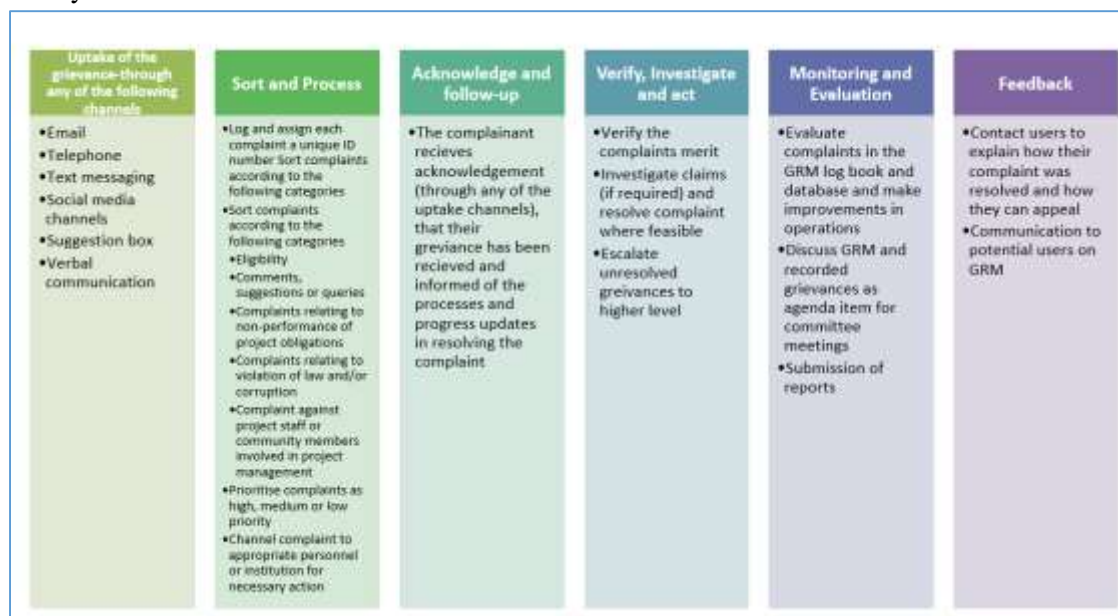 Uptake of the
grievance-through
any of the following
channels
•Email
•Telephone
•Text messaging
•Social media
channels
•Suggestion box
•Verbal
communication
Sort and Process
•Log and assign each
complaint a unique ID
number Sort complaints
according to the
following categories
•Sort complaints
according to the
following categories
•Eligibility
•Comments,
suggestions or queries
•Complaints relating to
non-performance of
project obligations
•Complaints relating to
violation of law and/or
corruption
•Complaint against
project staff or
community members
involved in project
management
•Prioritise complaints as
high, medium or low
priority
•Channel complaint to
appropriate personnel
or institution for
necessary action
Acknowledge and
follow-up
•The complainant
recieves
acknowledgement
(through any of the
uptake channels),
that their
greviance has been
recieved and
informed of the
processes and
progress updates
in resolving the
complaint
Verify, Investigate
and act
•Verify the
complaints merit
•Investigate claims
(if required) and
resolve complaint
where feasible
•Escalate
unresolved
greivances to
higher level
Monitoring and
Evaluation
•Evaluate
complaints in the
GRM log book and
database and make
improvements in
operations
•Discuss GRM and
recorded
grievances as
agenda item for
committee
meetings
•Submission of
reports
Feedback
•Contact users to
explain how their
complaint was
resolved and how
they can appeal
•Communication to
potential users on
GRM